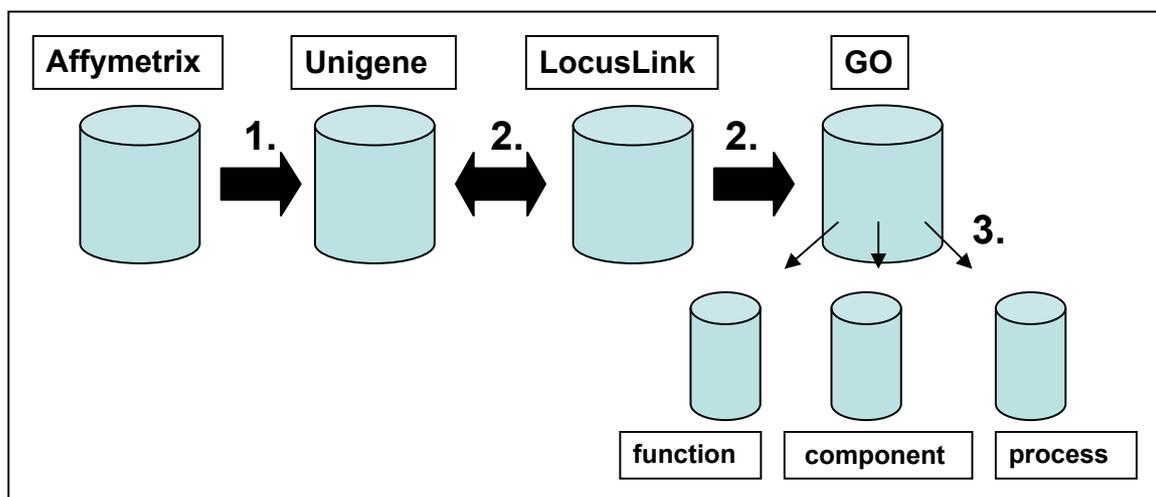 Affymetrix
Unigene
LocusLink
GO
1.
2.
2.
3.
function
component
process